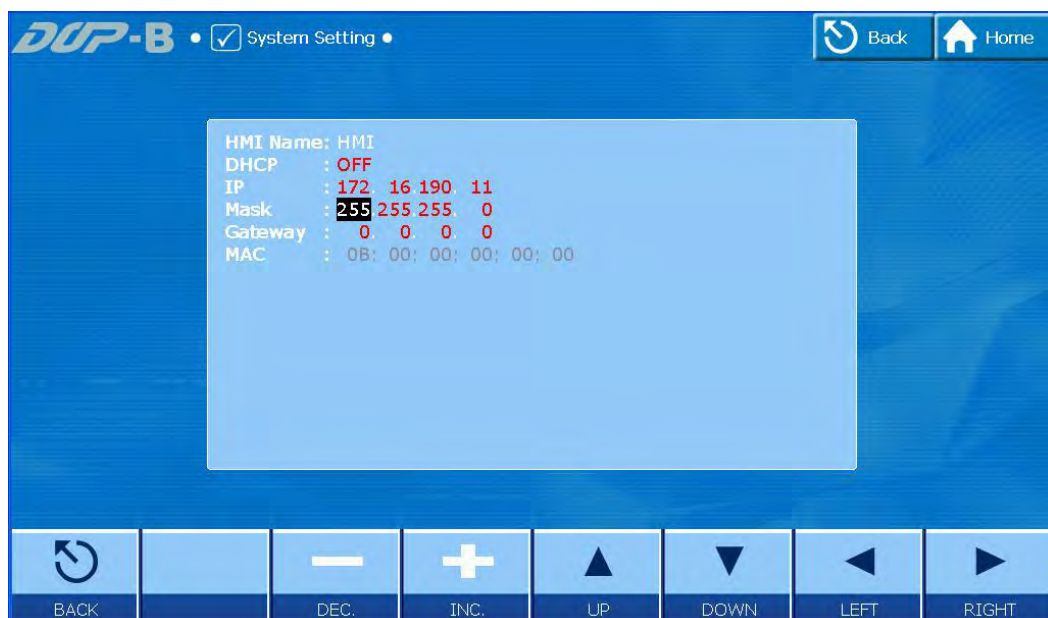 DOP-B • System Setting •
Back
Home
HMI Name: HMI
DHCP : OFF
IP : 172. 16.190. 11
Mask : 255.255.255. 0
Gateway : 0. 0. 0. 0
MAC : 0B; 00; 00; 00; 00; 00
BACK
DEC.
INC.
UP
DOWN
LEFT
RIGHT